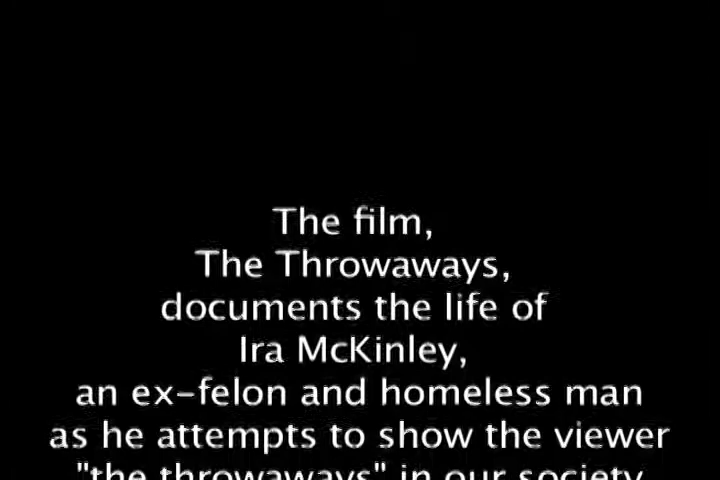 The film,
The Throwaways,
documents the life of
Ira McKinley,
an ex-felon and homeless man
as he attempts to show the viewer
"the throwaways" in our society